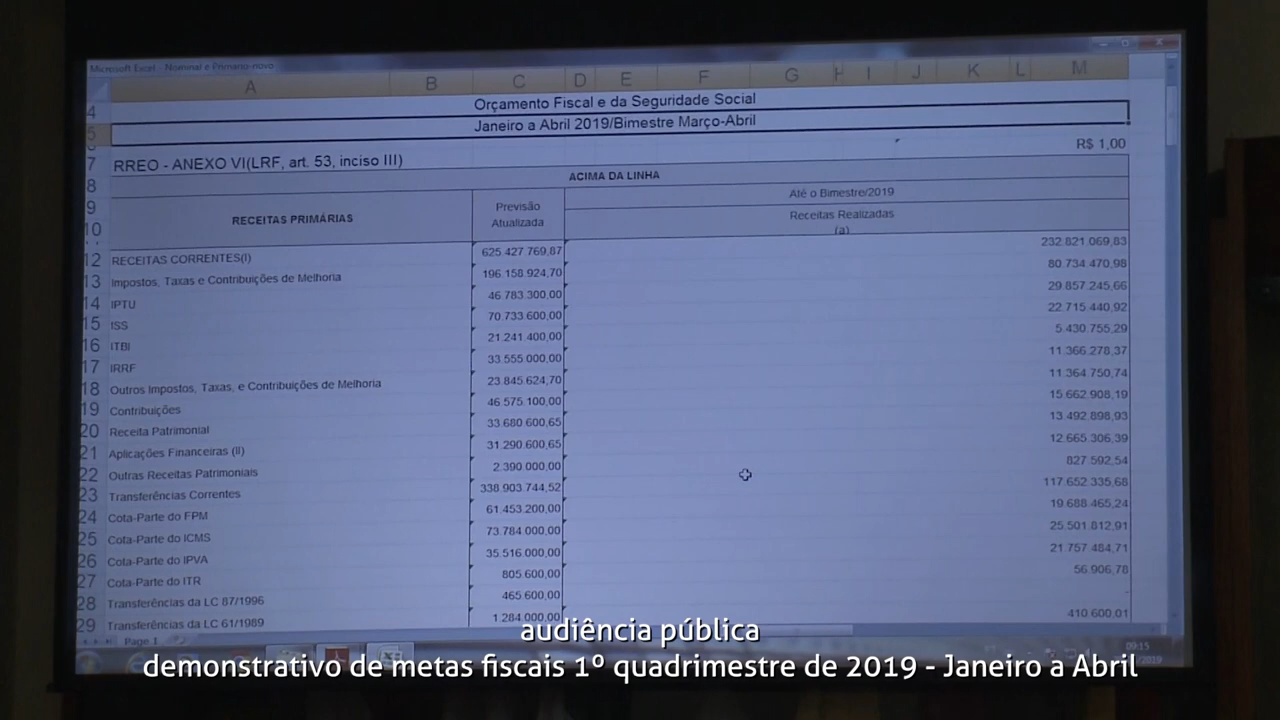 Microsoft Excel - Nominal e Primario-novo
A B C D E F G H I J K L M
4 Orçamento Fiscal e da Seguridade Social
5 Janeiro a Abril 2019/Bimestre Março-Abril
R$ 1,00
7 RREO - ANEXO VI(LRF, art. 53, inciso III)
8 ACIMA DA LINHA
9 RECEITAS PRIMÁRIAS Previsão Atualizada Até o Bimestre/2019
10 Receitas Realizadas
(a)
12 RECEITAS CORRENTES(I) 625.427.769,87 232.821.069,83
13 Impostos, Taxas e Contribuições de Melhoria 196.158.924,70 80.734.470,98
14 IPTU 46.783.300,00 29.857.245,66
15 ISS 70.733.600,00 22.715.440,92
16 ITBI 21.241.400,00 5.430.755,29
17 IRRF 33.555.000,00 11.366.278,37
18 Outros Impostos, Taxas, e Contribuições de Melhoria 23.845.624,70 11.364.750,74
19 Contribuições 46.575.100,00 15.662.908,19
20 Receita Patrimonial 33.680.600,65 13.492.898,93
21 Aplicações Financeiras (II) 31.290.600,65 12.665.306,39
22 Outras Receitas Patrimoniais 2.390.000,00 827.592,54
23 Transferências Correntes 338.903.744,52 117.652.335,68
24 Cota-Parte do FPM 61.453.200,00 19.688.465,24
25 Cota-Parte do ICMS 73.784.000,00 25.501.812,91
26 Cota-Parte do IPVA 35.516.000,00 21.757.484,71
27 Cota-Parte do ITR 805.600,00 56.906,78
28 Transferências da LC 87/1996 465.600,00 -
29 Transferências da LC 61/1989 1.284.000,00 410.600,01
Page 1
09:15
audiência pública
demonstrativo de metas fiscais 1º quadrimestre de 2019 - Janeiro a Abril